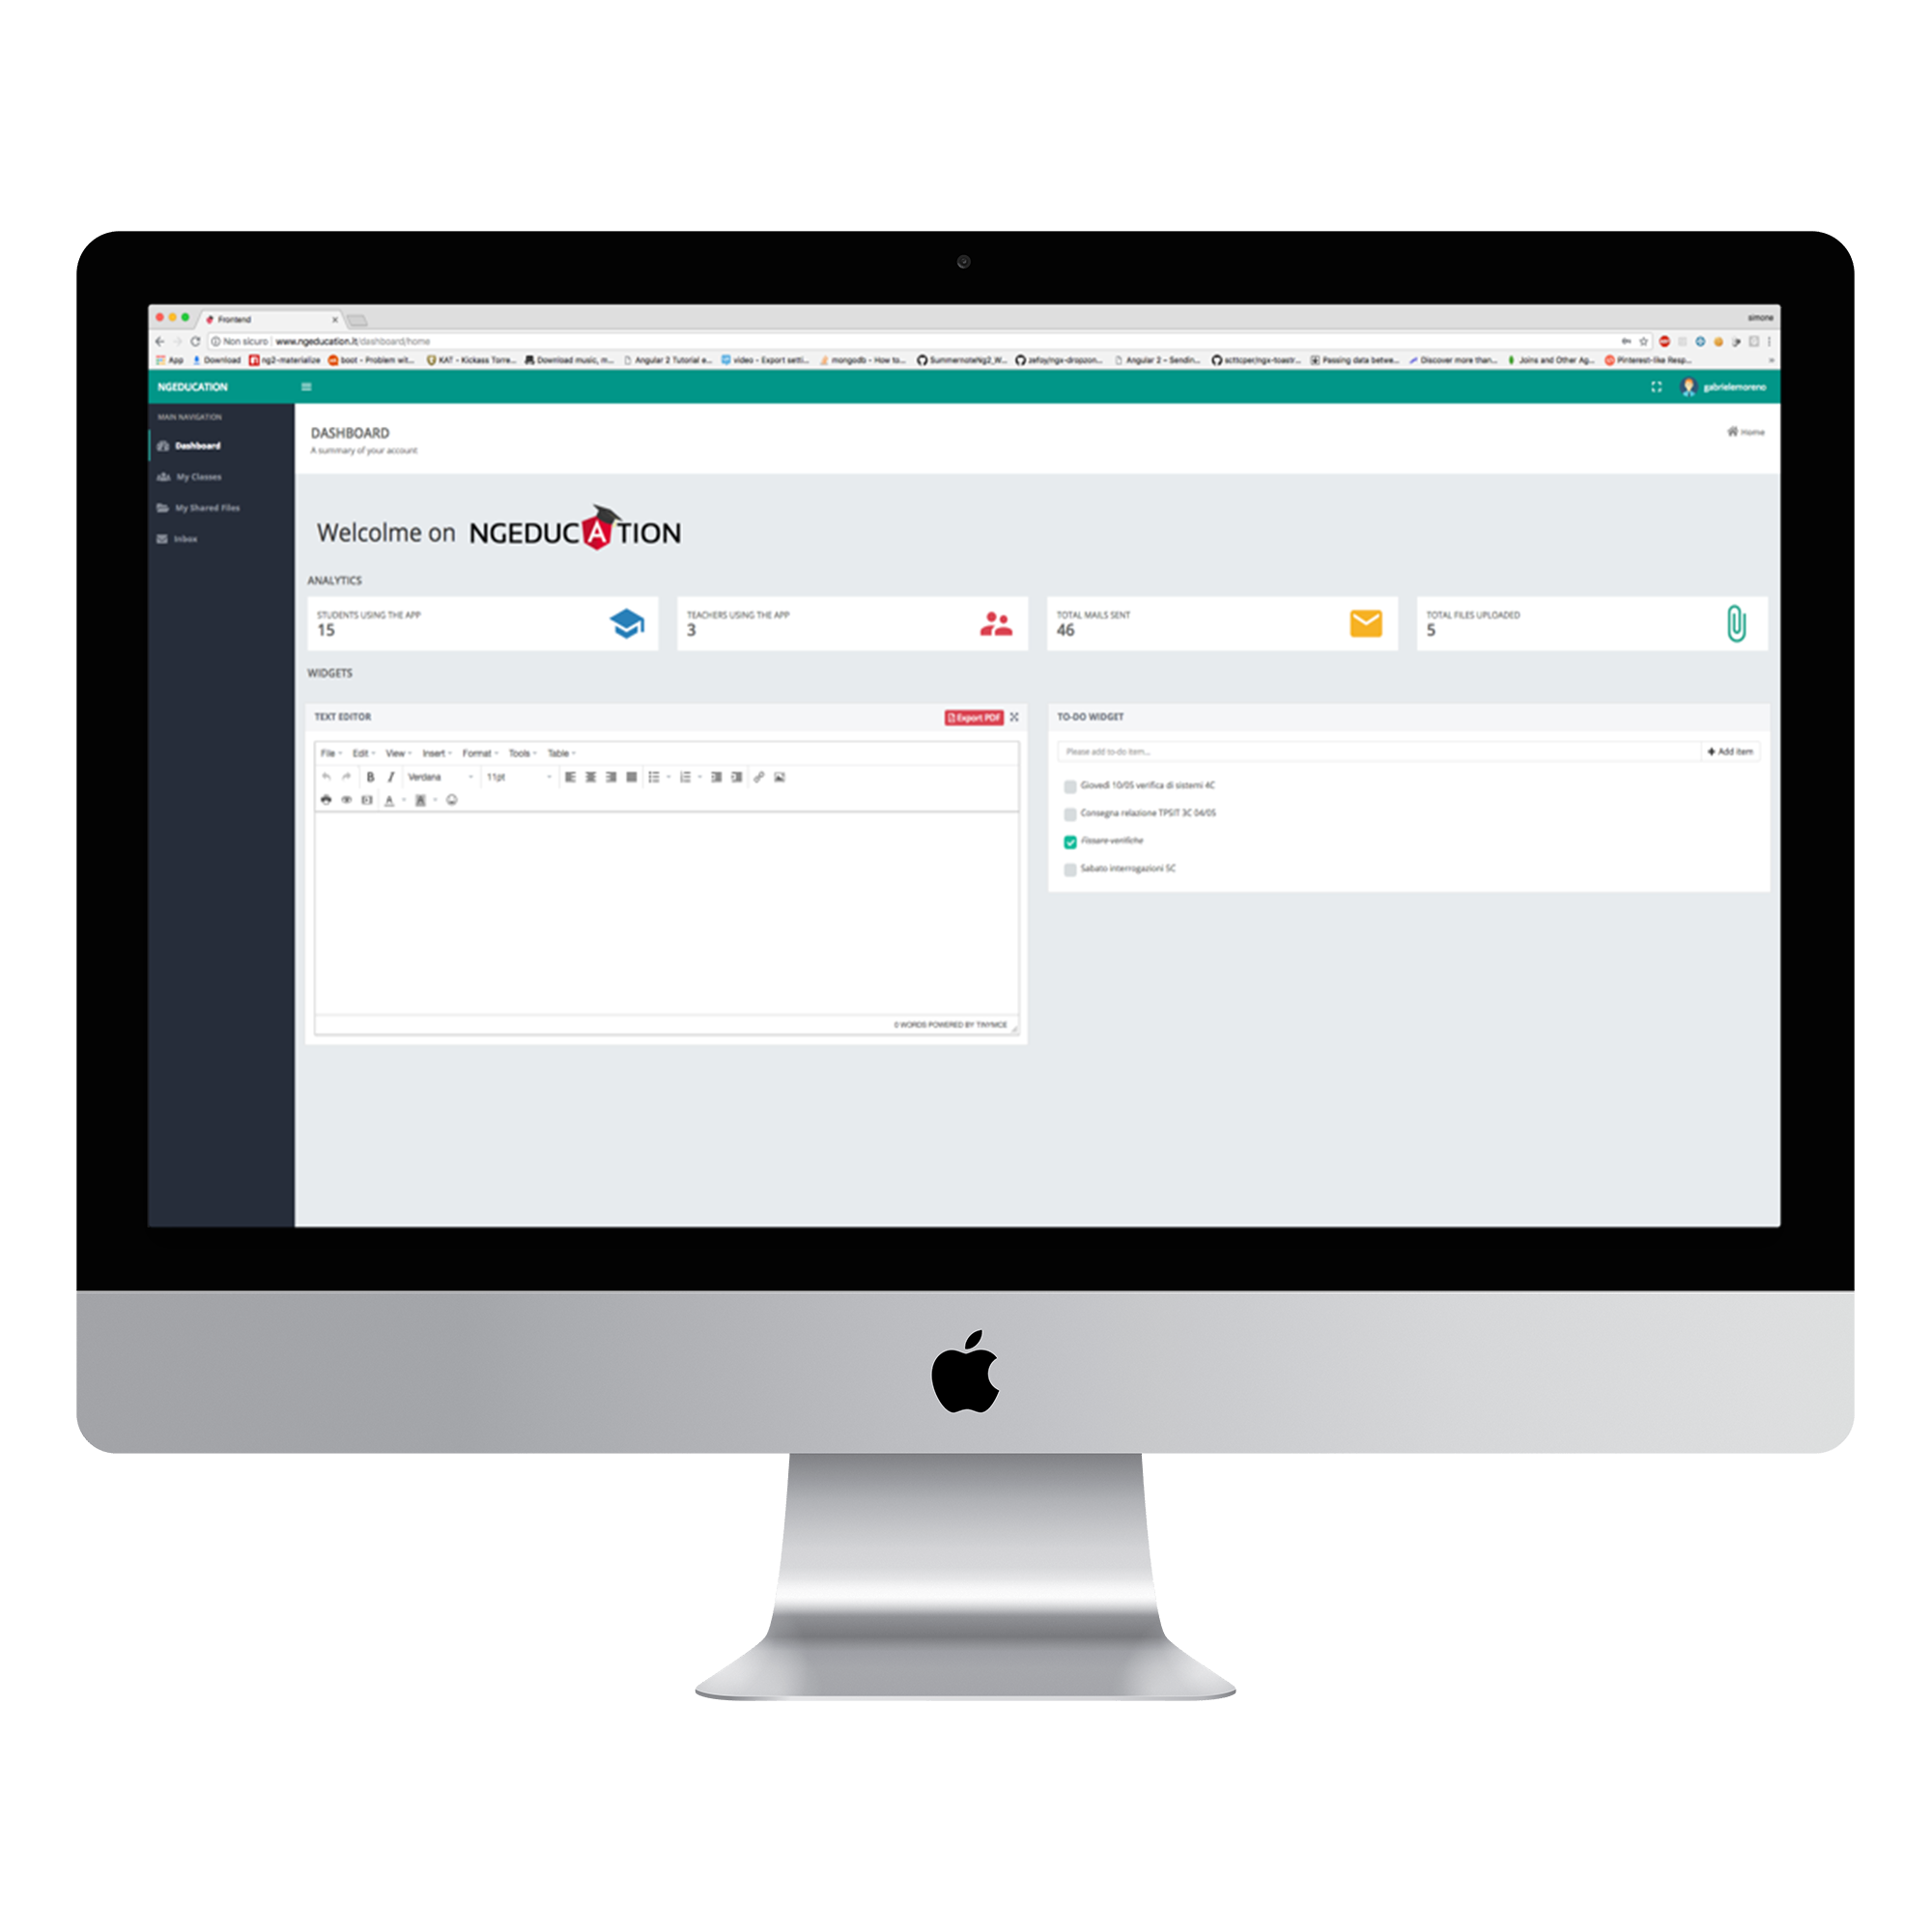 Frontend
simone
Non sicuro | www.ngeducation.it/dashboard/home
App Download ng2-materialize boot - Problem wit... KAT - Kickass Torre... Download music, m... Angular 2 Tutorial e... video - Export setti... mongodb - How to... SummernoteNg2_W... zefoy/ngx-dropzon... Angular 2 - Sendin... scttcper/ngx-toastr... Passing data betwe... Discover more than... Joins and Other Ag... Pinterest-like Resp... »
NGEDUCATION
gabrielemoreno
MAIN NAVIGATION
Dashboard
My Classes
My Shared Files
Inbox
DASHBOARD
A summary of your account
Home
Welcolme on NGEDUCATION
ANALYTICS
STUDENTS USING THE APP
15
TEACHERS USING THE APP
3
TOTAL MAILS SENT
46
TOTAL FILES UPLOADED
5
WIDGETS
TEXT EDITOR
Export PDF
File Edit View Insert Format Tools Table
B I Verdana 11pt
A A
0 WORDS POWERED BY TINYMCE
TO-DO WIDGET
Please add to-do item...
Add item
Giovedì 10/05 verifica di sistemi 4C
Consegna relazione TPSIT 3C 04/05
Fissare verifiche
Sabato interrogazioni 5C